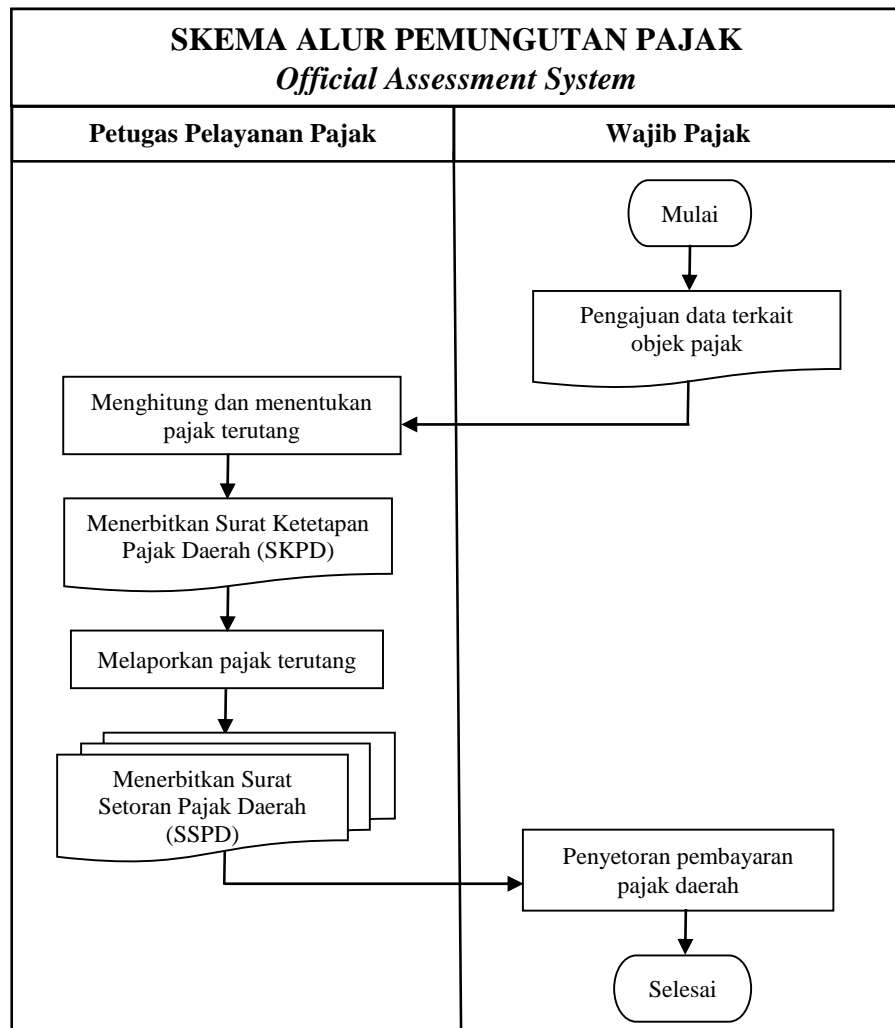 SKEMA ALUR PEMUNGUTAN PAJAK
Official Assessment System
Petugas Pelayanan Pajak
Wajib Pajak
Mulai
Pengajuan data terkait
objek pajak
Menghitung dan menentukan
pajak terutang
Menerbitkan Surat Ketetapan
Pajak Daerah (SKPD)
Melaporkan pajak terutang
Menerbitkan Surat
Setoran Pajak Daerah
(SSPD)
Penyetoran pembayaran
pajak daerah
Selesai